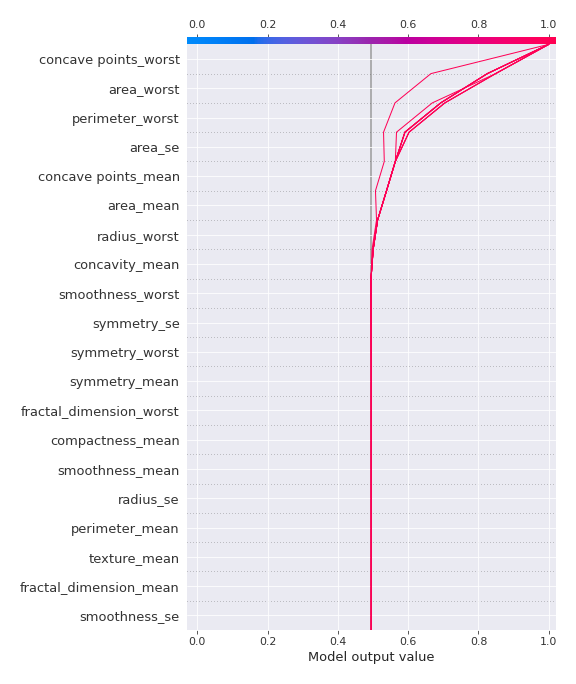 0.0 0.2 0.4 0.6 0.8 1.0
concave points_worst
area_worst
perimeter_worst
area_se
concave points_mean
area_mean
radius_worst
concavity_mean
smoothness_worst
symmetry_se
symmetry_worst
symmetry_mean
fractal_dimension_worst
compactness_mean
smoothness_mean
radius_se
perimeter_mean
texture_mean
fractal_dimension_mean
smoothness_se
0.0 0.2 0.4 0.6 0.8 1.0
Model output value